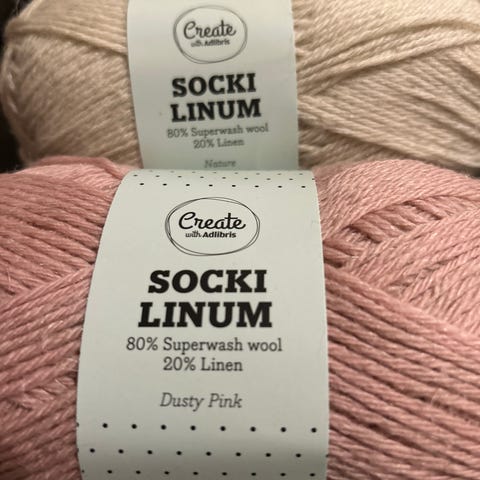 Create
with Adlibris
SOCKI
LINUM
80% Superwash wool
20% Linen
Nature
Create
with Adlibris
SOCKI
LINUM
80% Superwash wool
20% Linen
Dusty Pink